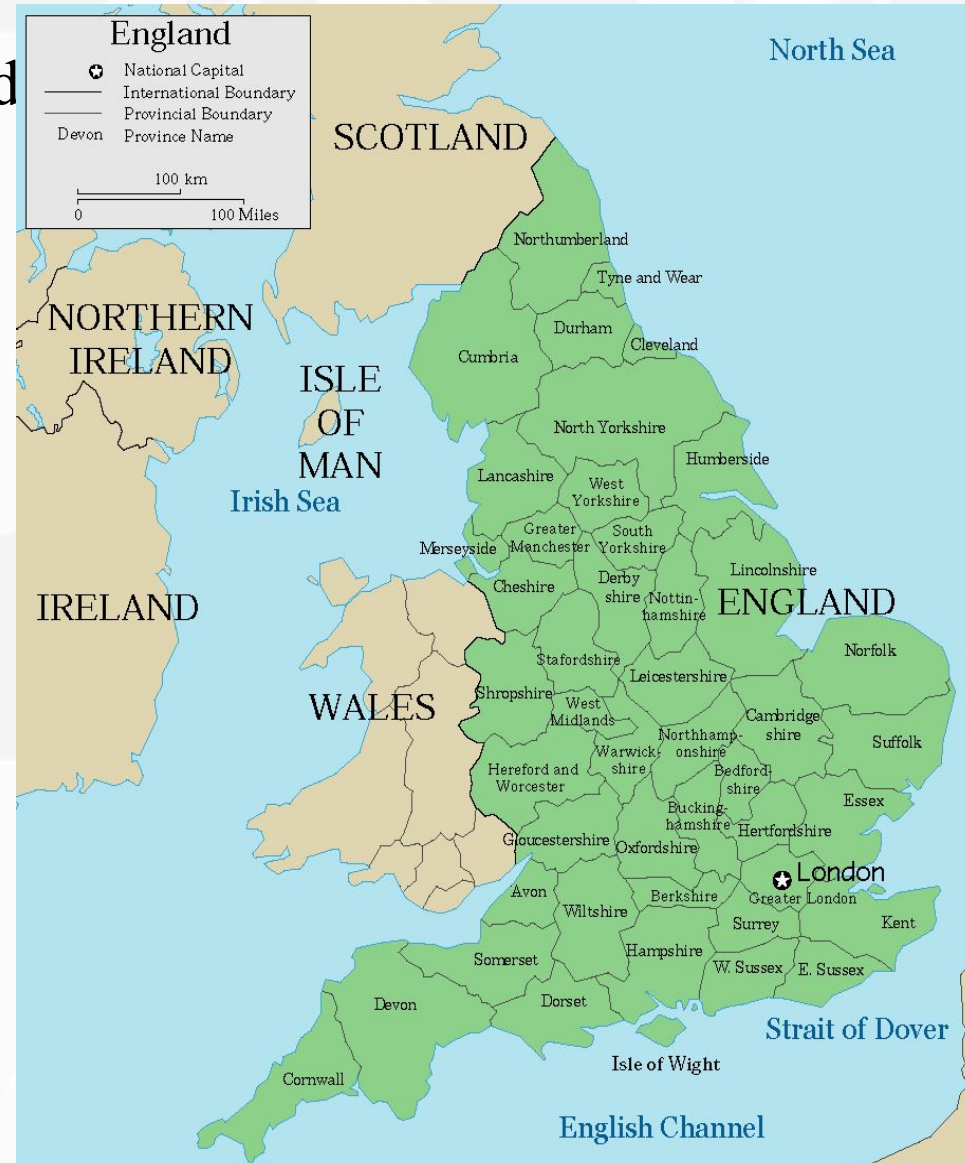 d
England
National Capital
International Boundary
Provincial Boundary
Devon Province Name
100 km
0 100 Miles
North Sea
SCOTLAND
Northumberland
Tyne and Wear
NORTHERN
IRELAND
Durham
Cleveland
Cumbria
ISLE
OF
MAN
North Yorkshire
Humberside
Lancashire
West
Yorkshire
Irish Sea
Greater
Manchester
South
Yorkshire
Merseyside
Lincolnshire
Cheshire
Derby
shire
Nottin-
hamshire
ENGLAND
IRELAND
Norfolk
Stafordshire
Leicestershire
Shropshire
WALES
West
Midlands
Cambridge
shire
Suffolk
Northhamp-
onshire
Warwick-
shire
Hereford and
Worcester
Bedford-
shire
Essex
Bucking-
hamshire
Hertfordshire
Gloucestershire
Oxfordshire
London
Greater London
Avon
Berkshire
Wiltshire
Surrey
Kent
Hampshire
Somerset
W. Sussex
E. Sussex
Devon
Dorset
Strait of Dover
Isle of Wight
Cornwall
English Channel